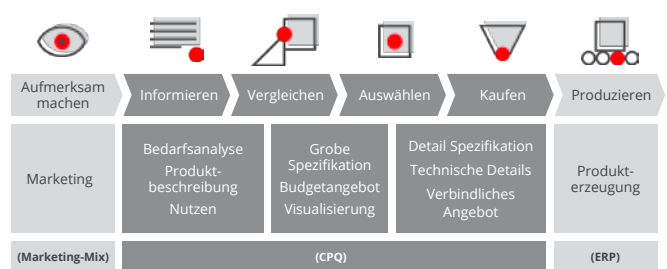 Aufmerksam
machen
Informieren
Vergleichen
Auswählen
Kaufen
Produzieren
Marketing
Bedarfsanalyse
Produkt-
beschreibung
Nutzen
Grobe
Spezifikation
Budgetangebot
Visualisierung
Detail Spezifikation
Technische Details
Verbindliches
Angebot
Produkt-
erzeugung
(Marketing-Mix)
(CPQ)
(ERP)